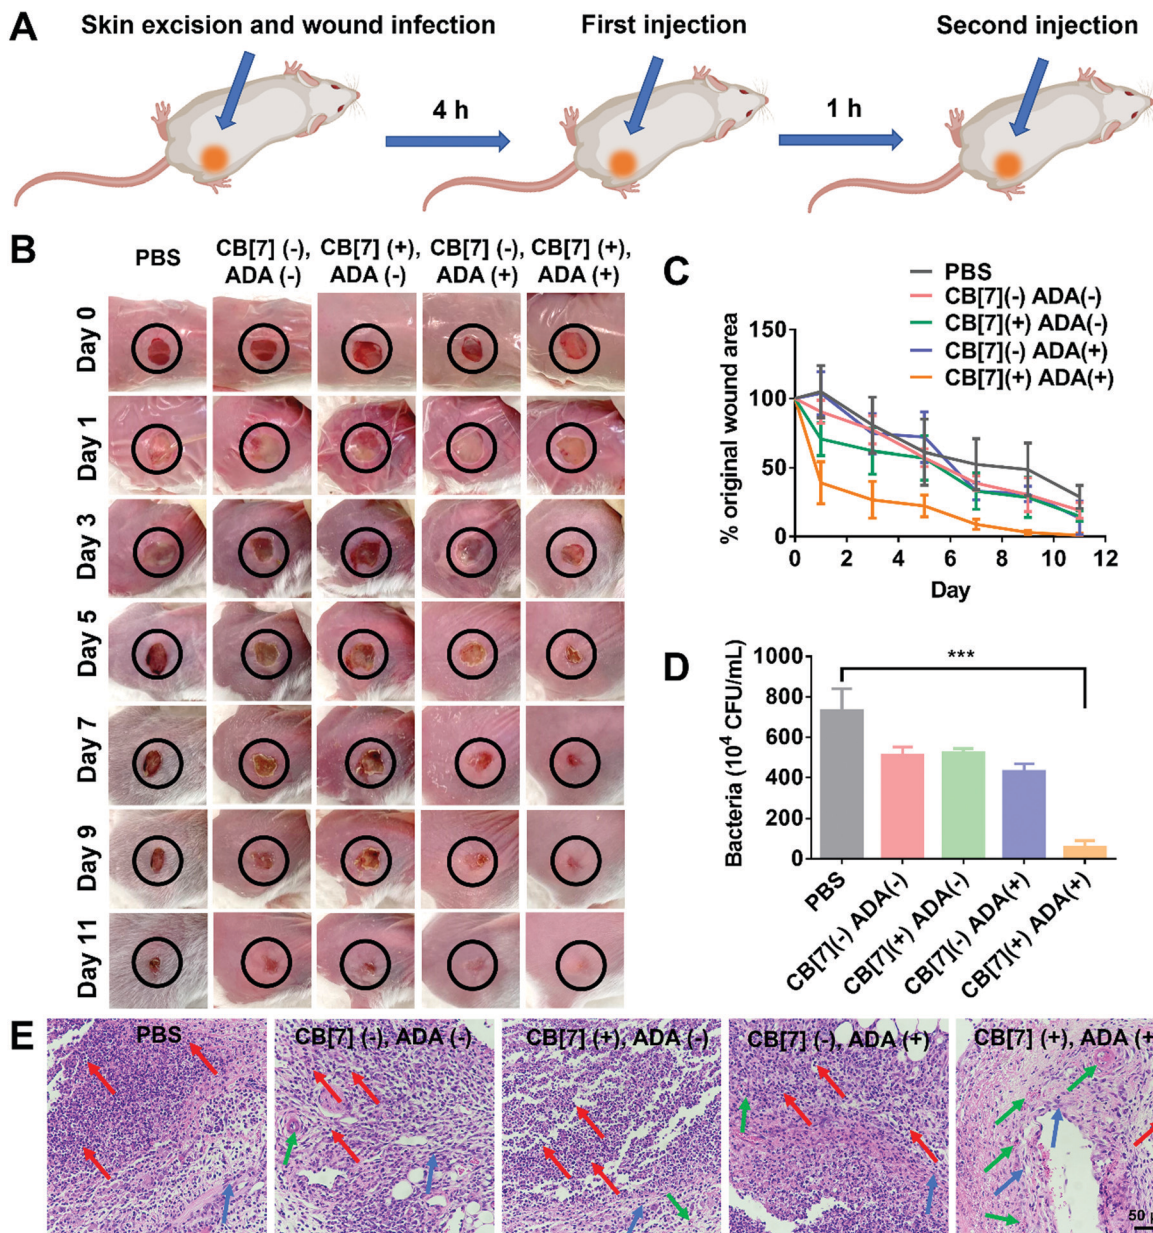 A
Skin excision and wound infection
First injection
Second injection
4 h
1 h
B
PBS
CB[7] (-),
ADA (-)
CB[7] (+),
ADA (-)
CB[7] (-),
ADA (+)
CB[7] (+),
ADA (+)
Day 0
Day 1
Day 3
Day 5
Day 7
Day 9
Day 11
C
PBS
CB[7](-) ADA(-)
CB[7](+) ADA(-)
CB[7](-) ADA(+)
CB[7](+) ADA(+)
% original wound area
150
100
50
0
0 2 4 6 8 10 12
Day
D
Bacteria (10⁴ CFU/mL)
1000
800
600
400
200
0
***
PBS
CB[7](-) ADA(-)
CB[7](+) ADA(-)
CB[7](-) ADA(+)
CB[7](+) ADA(+)
E
PBS
CB[7] (-), ADA (-)
CB[7] (+), ADA (-)
CB[7] (-), ADA (+)
CB[7] (+), ADA (+
50 µ